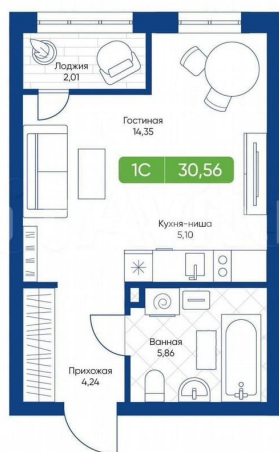 Лоджия
2,01
Гостиная
14,35
1С 30,56
Кухня-ниша
5,10
Ванная
5,86
Прихожая
4,24